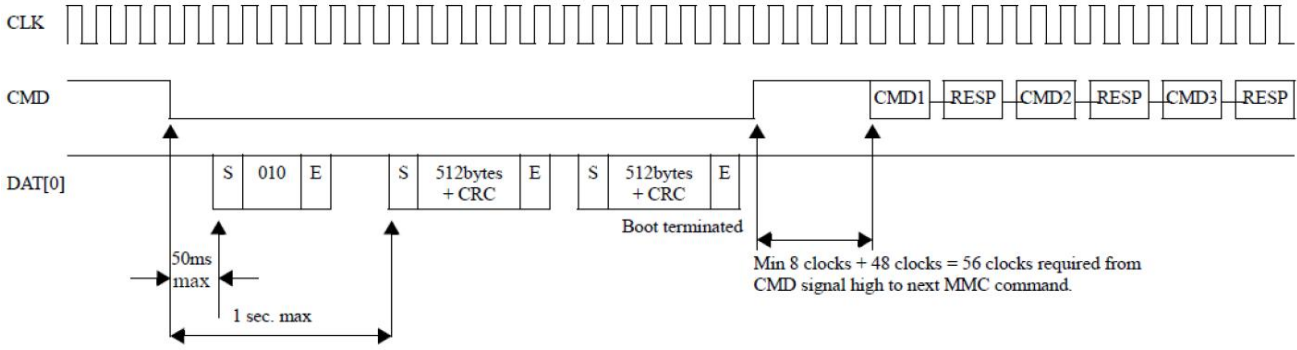 CLK
CMD
CMD1 RESP CMD2 RESP CMD3 RESP
DAT[0]
S 010 E S 512bytes + CRC E S 512bytes + CRC E
Boot terminated
50ms
max
1 sec. max
Min 8 clocks + 48 clocks = 56 clocks required from
CMD signal high to next MMC command.